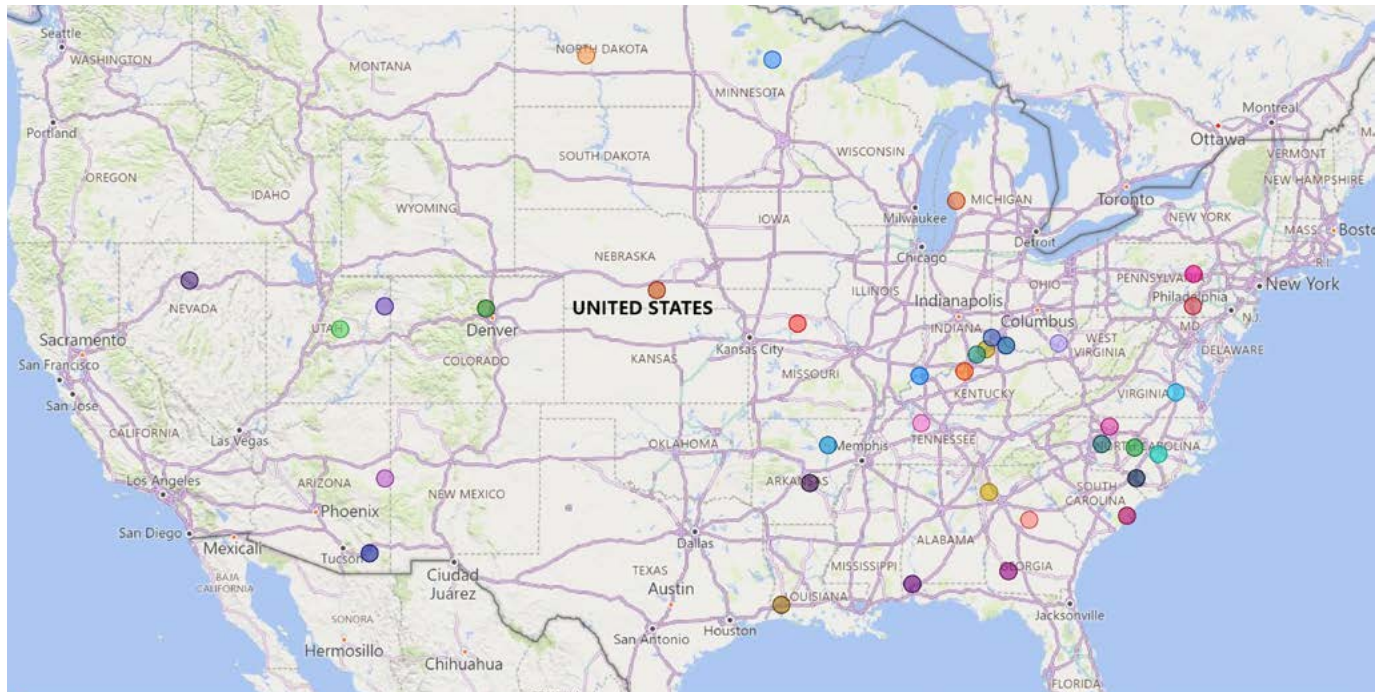 Seattle
WASHINGTON
MONTANA
NORTH DAKOTA
MINNESOTA
Montreal
Ottawa
Portland
OREGON
IDAHO
WYOMING
SOUTH DAKOTA
WISCONSIN
MICHIGAN
Toronto
VERMONT
NEW HAMPSHIRE
NEW YORK
MASS.
R.I.
Milwaukee
Detroit
Chicago
IOWA
NEBRASKA
NEVADA
UTAH
UNITED STATES
ILLINOIS
Indianapolis
INDIANA
OHIO
Columbus
PENNSYLVANIA
Philadelphia
New York
N.J.
MD.
DELAWARE
Sacramento
San Francisco
San Jose
Denver
COLORADO
KANSAS
Kansas City
MISSOURI
WEST
VIRGINIA
KENTUCKY
VIRGINIA
CALIFORNIA
Las Vegas
OKLAHOMA
Memphis
TENNESSEE
NORTH CAROLINA
Los Angeles
ARIZONA
Phoenix
NEW MEXICO
ARKANSAS
SOUTH
CAROLINA
San Diego
Mexicali
Tucson
BAJA
CALIFORNIA
Ciudad
Juárez
Dallas
TEXAS
Austin
MISSISSIPPI
ALABAMA
GEORGIA
LOUISIANA
Jacksonville
SONORA
Hermosillo
Chihuahua
San Antonio
Houston
FLORIDA